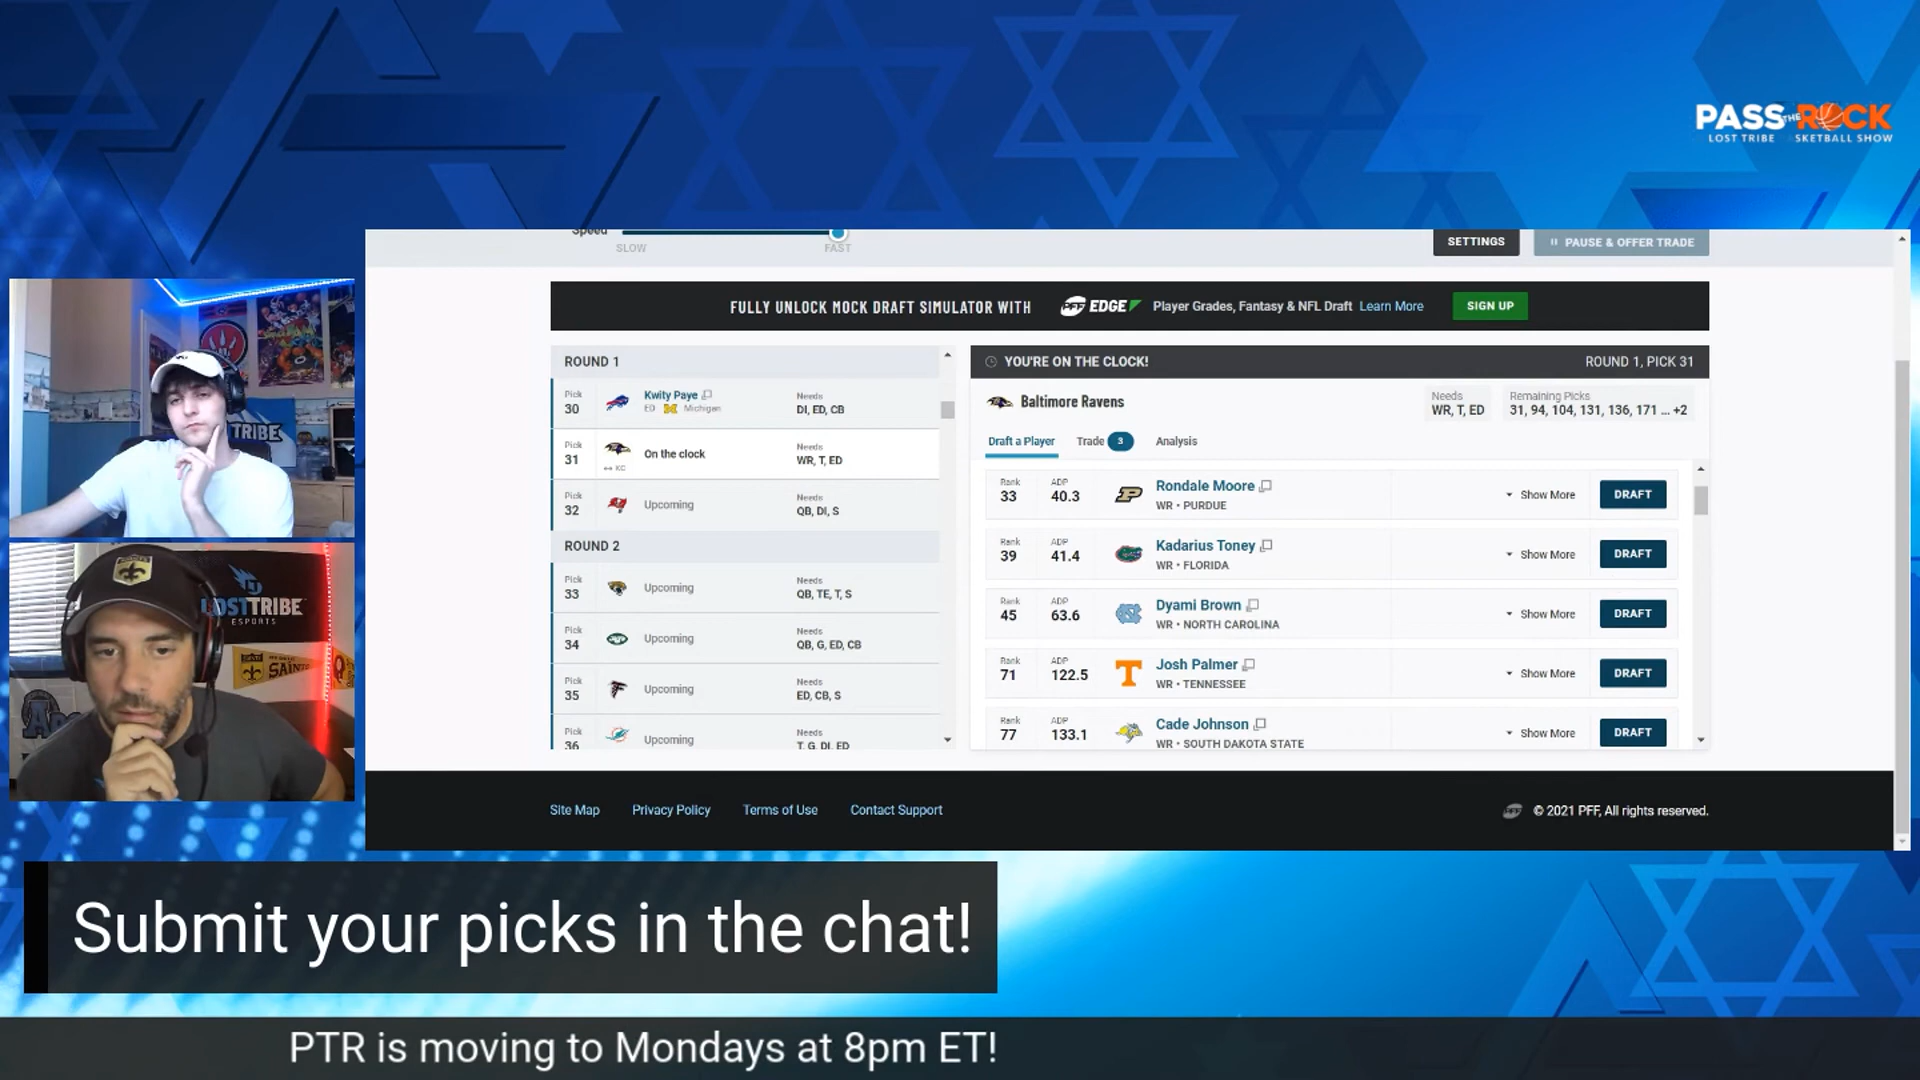 PASS THE ROCK
LOST TRIBE SKETBALL SHOW
Speed
SLOW
FAST
SETTINGS
PAUSE & OFFER TRADE
FULLY UNLOCK MOCK DRAFT SIMULATOR WITH PFF EDGE Player Grades, Fantasy & NFL Draft Learn More SIGN UP
ROUND 1
Pick
30
Kwity Paye
ED Michigan
Needs
DI, ED, CB
Pick
31
KC
On the clock
Needs
WR, T, ED
Pick
32
Upcoming
Needs
QB, DI, S
ROUND 2
Pick
33
Upcoming
Needs
QB, TE, T, S
Pick
34
Upcoming
Needs
QB, G, ED, CB
Pick
35
Upcoming
Needs
ED, CB, S
Pick
36
Upcoming
Needs
T, G, DI, ED
YOU'RE ON THE CLOCK!
ROUND 1, PICK 31
Baltimore Ravens
Needs
WR, T, ED
Remaining Picks
31, 94, 104, 131, 136, 171 ... +2
Draft a Player
Trade 3
Analysis
Rank
33
ADP
40.3
Rondale Moore
WR • PURDUE
Show More
DRAFT
Rank
39
ADP
41.4
Kadarius Toney
WR • FLORIDA
Show More
DRAFT
Rank
45
ADP
63.6
Dyami Brown
WR • NORTH CAROLINA
Show More
DRAFT
Rank
71
ADP
122.5
Josh Palmer
WR • TENNESSEE
Show More
DRAFT
Rank
77
ADP
133.1
Cade Johnson
WR • SOUTH DAKOTA STATE
Show More
DRAFT
TRIBE
LOSTTRIBE
ESPORTS
SAINTS
Site Map
Privacy Policy
Terms of Use
Contact Support
© 2021 PFF, All rights reserved.
Submit your picks in the chat!
PTR is moving to Mondays at 8pm ET!